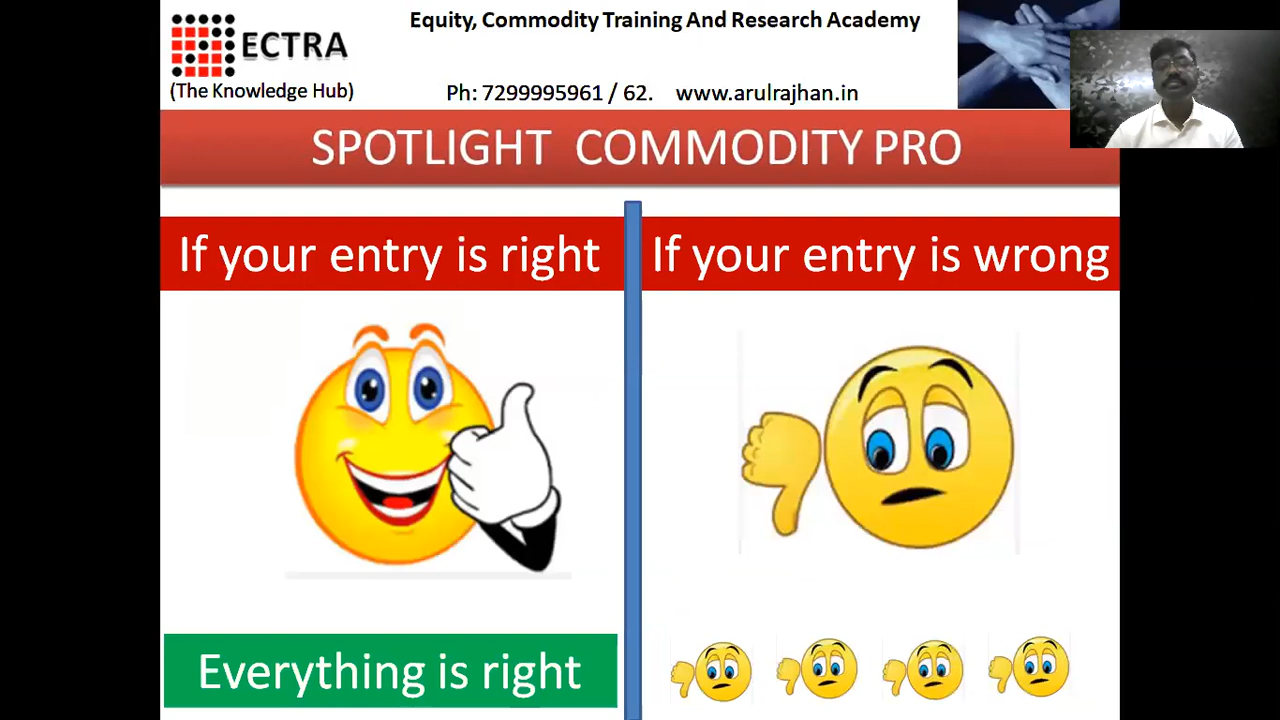 ECTRA
(The Knowledge Hub)
Equity, Commodity Training And Research Academy
Ph: 7299995961 / 62. www.arulrajhan.in
SPOTLIGHT COMMODITY PRO
If your entry is right
If your entry is wrong
Everything is right